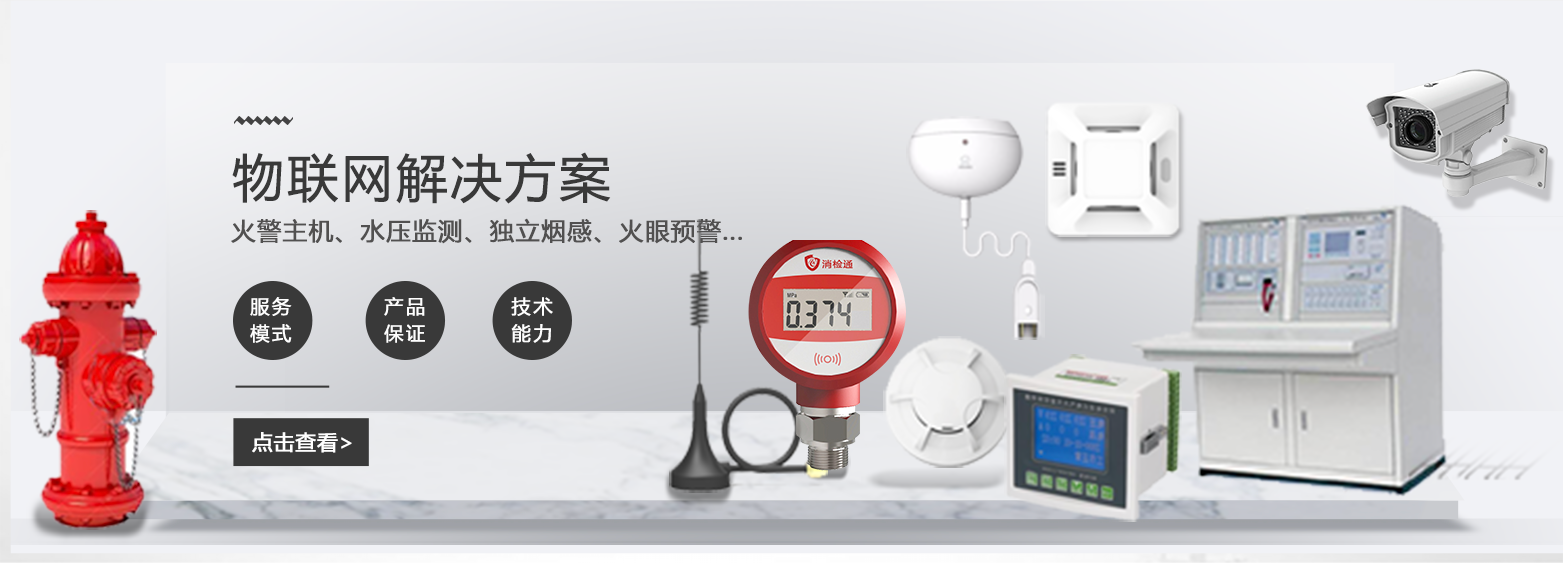 物联网解决方案
火警主机、水压监测、独立烟感、火眼预警...
服务
模式
产品
保证
技术
能力
点击查看>
消检通
MPa
0.374